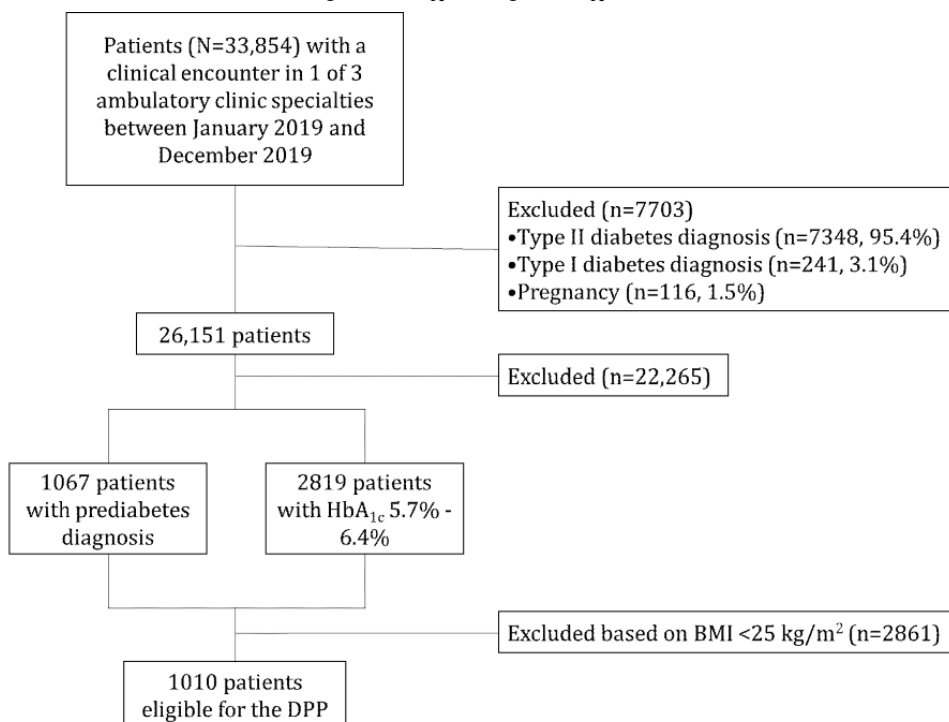 Patients (N=33,854) with a
clinical encounter in 1 of 3
ambulatory clinic specialties
between January 2019 and
December 2019
Excluded (n=7703)
•Type II diabetes diagnosis (n=7348, 95.4%)
•Type I diabetes diagnosis (n=241, 3.1%)
•Pregnancy (n=116, 1.5%)
26,151 patients
Excluded (n=22,265)
1067 patients
with prediabetes
diagnosis
2819 patients
with HbA1c 5.7% -
6.4%
Excluded based on BMI <25 kg/m² (n=2861)
1010 patients
eligible for the DPP